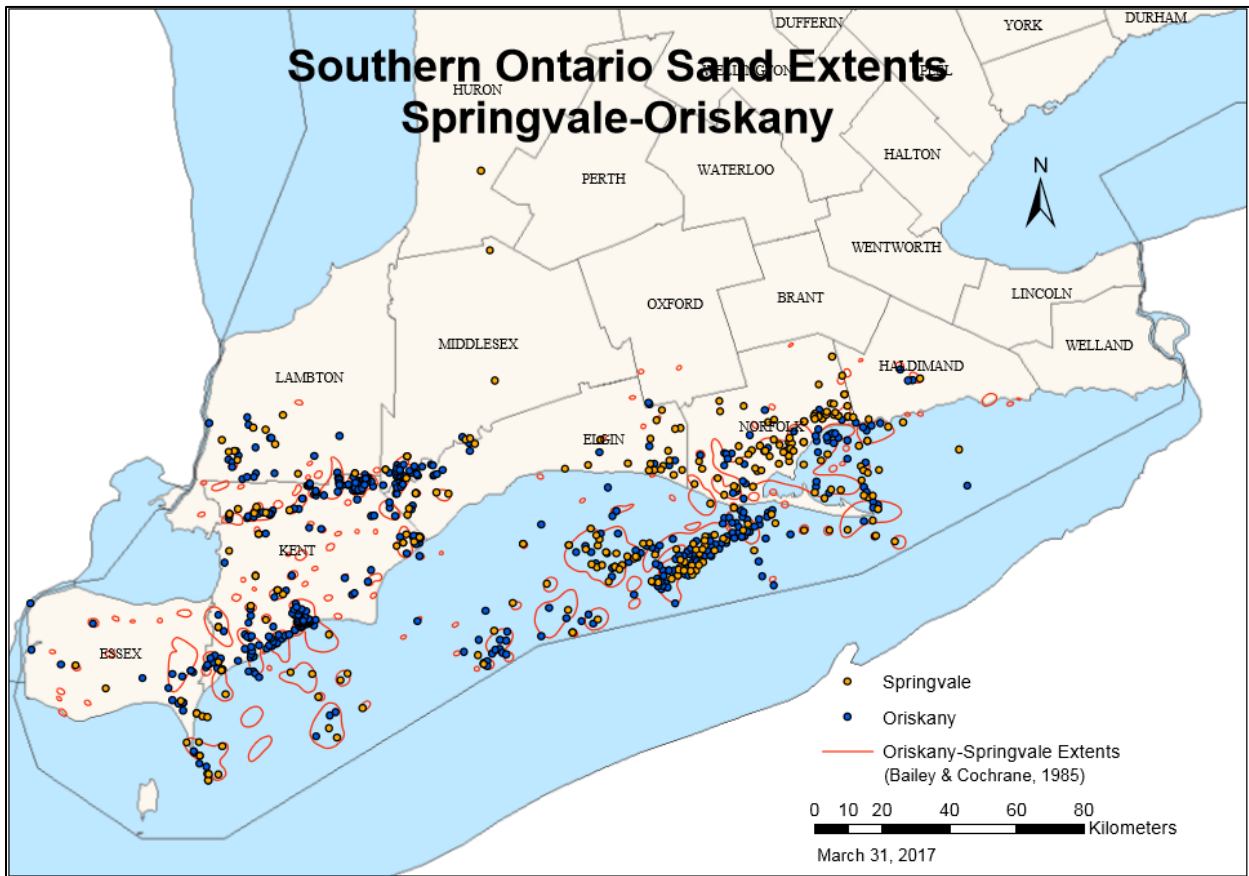 DUFFERIN
YORK
DURHAM
Southern Ontario Sand Extents
WELLINGTON
PEEL
HURON
Springvale-Oriskany
HALTON
PERTH
WATERLOO
N
WENTWORTH
OXFORD
BRANT
LINCOLN
MIDDLESEX
WELLAND
LAMBTON
HALDIMAND
ELGIN
NORFOLK
KENT
ESSEX
Springvale
Oriskany
Oriskany-Springvale Extents
(Bailey & Cochrane, 1985)
0 10 20 40 60 80
Kilometers
March 31, 2017